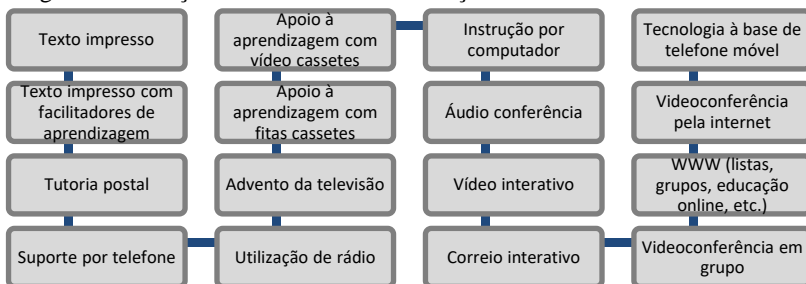 Texto impresso
Texto impresso com
facilitadores de
aprendizagem
Tutoria postal
Suporte por telefone
Utilização de rádio
Advento da televisão
Apoio à
aprendizagem com
fitas cassetes
Apoio à
aprendizagem com
vídeo cassetes
Instrução por
computador
Áudio conferência
Vídeo interativo
Correio interativo
Videoconferência em
grupo
WWW (listas,
grupos, educação
online, etc.)
Videoconferência
pela internet
Tecnologia à base de
telefone móvel